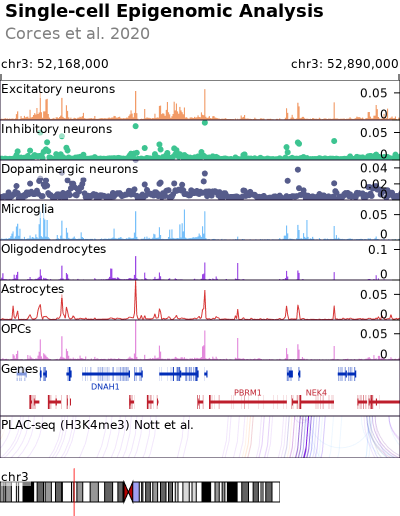 Single-cell Epigenomic Analysis
Corces et al. 2020
chr3: 52,168,000 chr3: 52,890,000
Excitatory neurons 0.05
0
Inhibitory neurons 0.05
0
Dopaminergic neurons 0.04
0.02
0
Microglia 0.05
0
Oligodendrocytes 0.1
0
Astrocytes 0.05
0
OPCs 0.05
0
Genes
DNAH1
PBRM1 NEK4
PLAC-seq (H3K4me3) Nott et al.
chr3